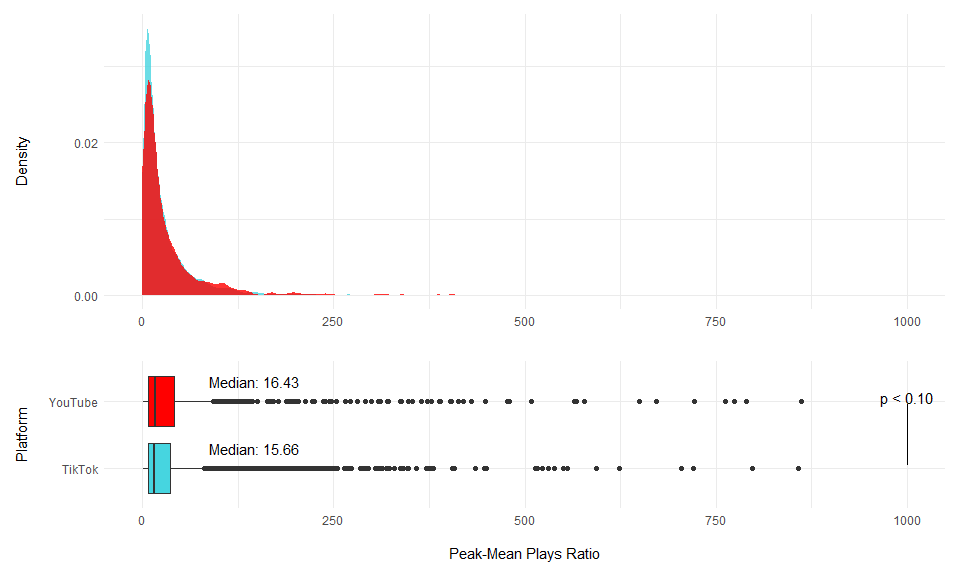 Density
0.02
0.00
0 250 500 750 1000
Platform
YouTube
Median: 16.43
p < 0.10
TikTok
Median: 15.66
0 250 500 750 1000
Peak-Mean Plays Ratio